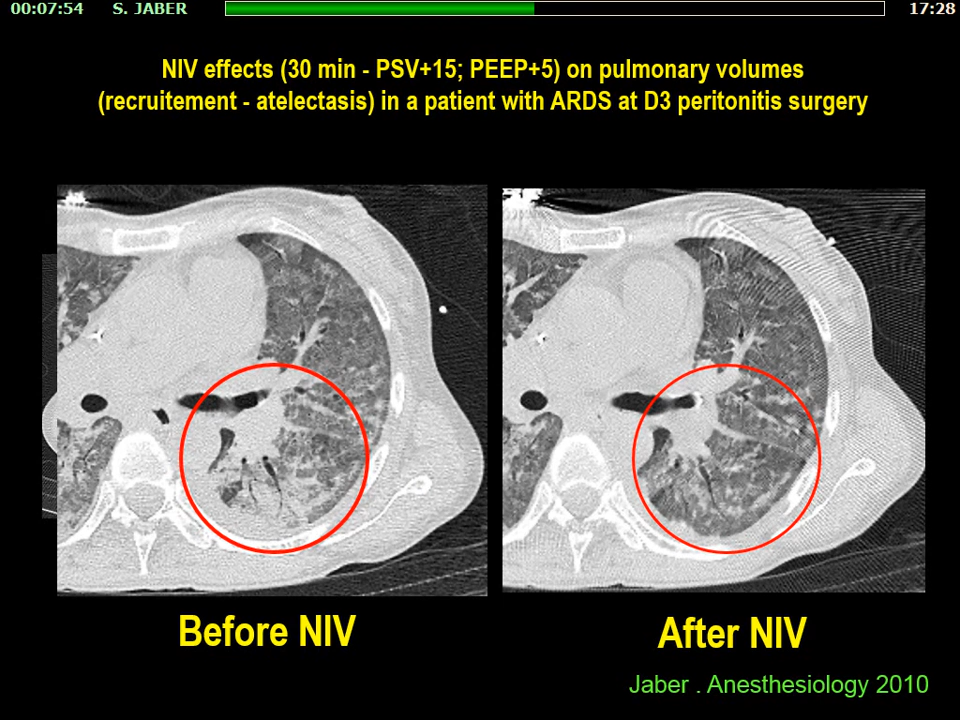 00:07:54 S. JABER 17:28
NIV effects (30 min - PSV+15; PEEP+5) on pulmonary volumes
(recruitement - atelectasis) in a patient with ARDS at D3 peritonitis surgery
Before NIV
After NIV
Jaber . Anesthesiology 2010